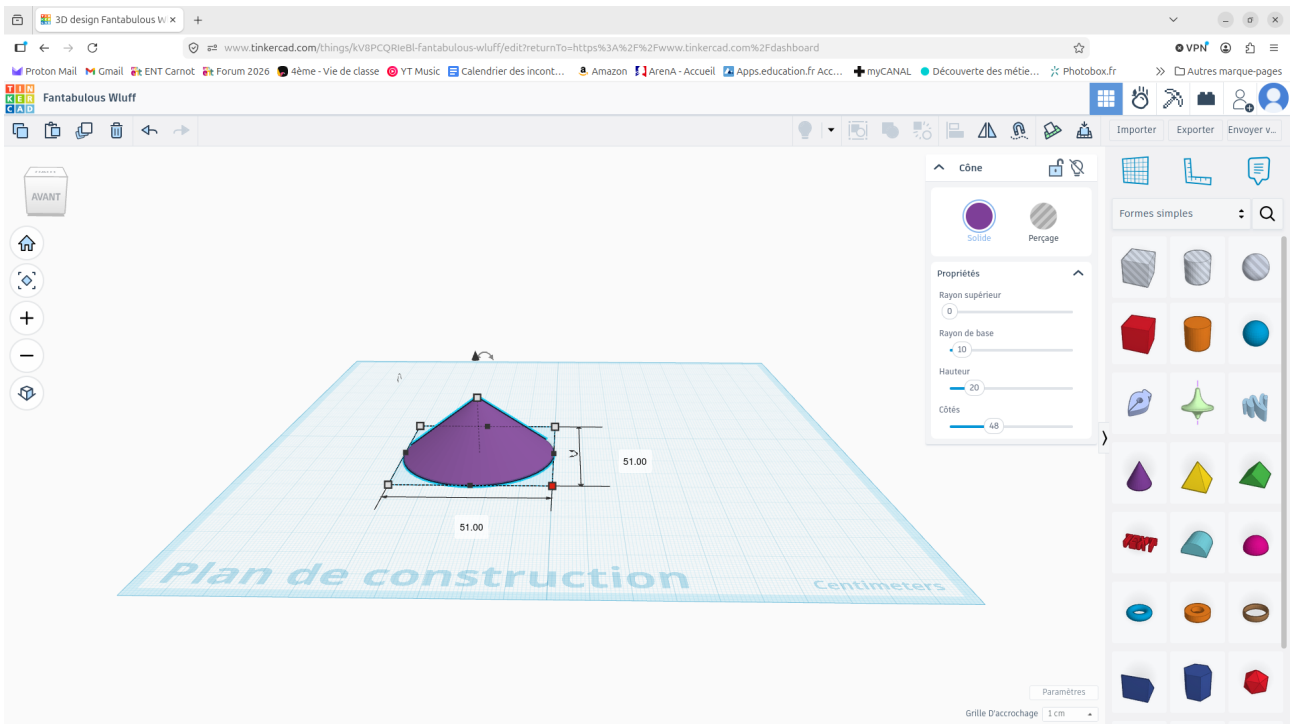 3D design Fantabulous W
www.tinkercad.com/things/kV8PCQRIeBl-fantabulous-wluff/edit?returnTo=https%3A%2F%2Fwww.tinkercad.com%2Fdashboard
VPN
Proton Mail Gmail ENT Carnot Forum 2026 4ème - Vie de classe YT Music Calendrier des incont... Amazon ArenA - Accueil Apps.education.fr Acc... myCANAL Découverte des métie... Photobox.fr Autres marque-pages
TINKERCAD
Fantabulous Wluff
Importer Exporter Envoyer v...
AVANT
Cône
Solide Perçage
Propriétés
Rayon supérieur
0
Rayon de base
10
Hauteur
20
Côtés
48
Formes simples
TEXT
51.00
51.00
Plan de construction
Centimeters
Paramètres
Grille D'accrochage 1 cm